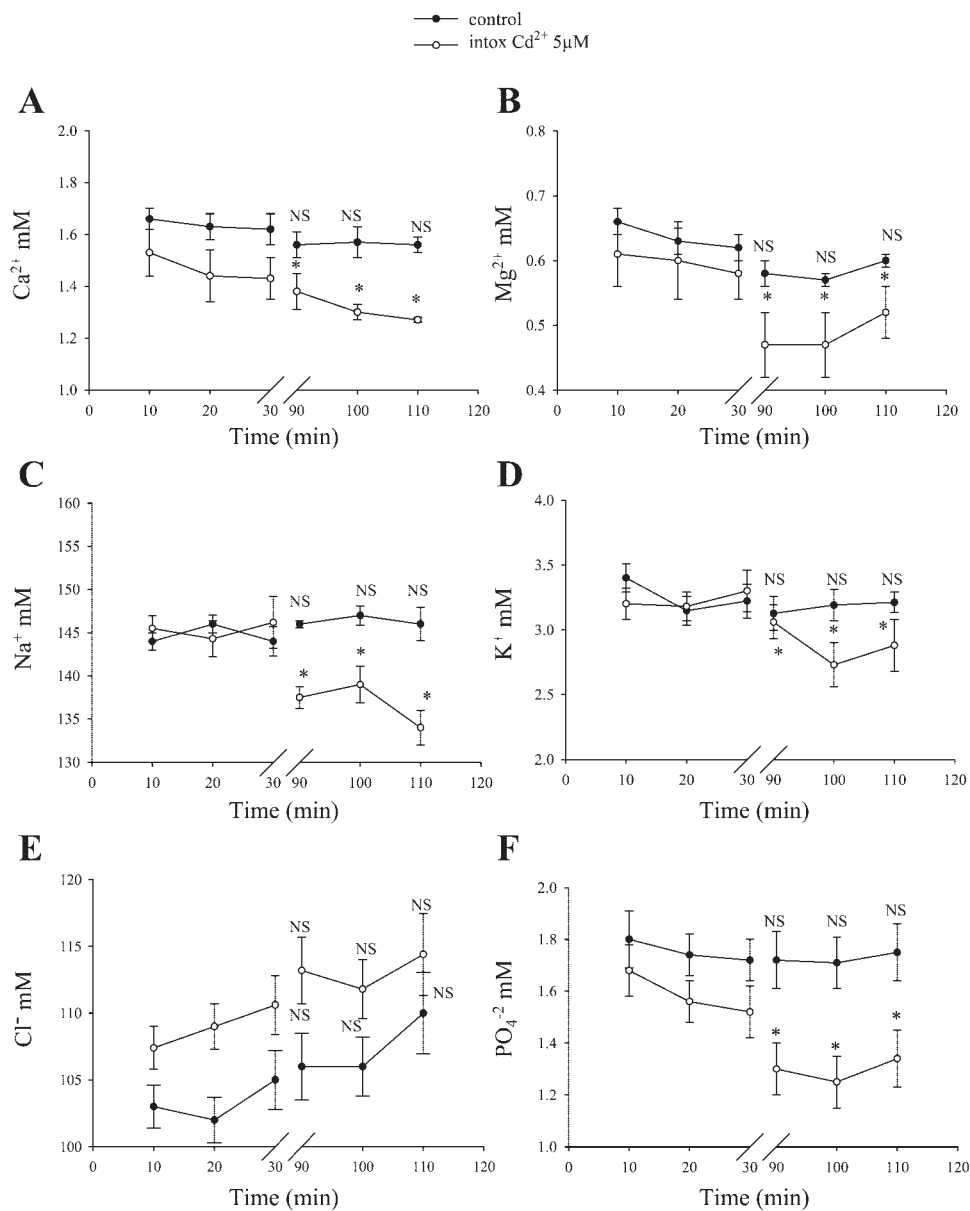 control
intox Cd²⁺ 5µM
A
B
2.0
1.8
1.6
1.4
1.2
1.0
Ca²⁺ mM
NS
NS
NS
*
*
*
0
10
20
30
90
100
110
120
Time (min)
0.8
0.7
0.6
0.5
0.4
Mg²⁺ mM
NS
NS
NS
*
*
*
0
10
20
30
90
100
110
120
Time (min)
C
D
160
155
150
145
140
135
130
Na⁺ mM
NS
NS
NS
*
*
*
0
10
20
30
90
100
110
120
Time (min)
4.0
3.5
3.0
2.5
2.0
K⁺ mM
NS
NS
NS
*
*
*
0
10
20
30
90
100
110
120
Time (min)
E
F
120
115
110
105
100
Cl⁻ mM
NS
NS
NS
NS
NS
NS
0
10
20
30
90
100
110
120
Time (min)
2.0
1.8
1.6
1.4
1.2
1.0
PO₄⁻² mM
NS
NS
NS
*
*
*
0
10
20
30
90
100
110
120
Time (min)